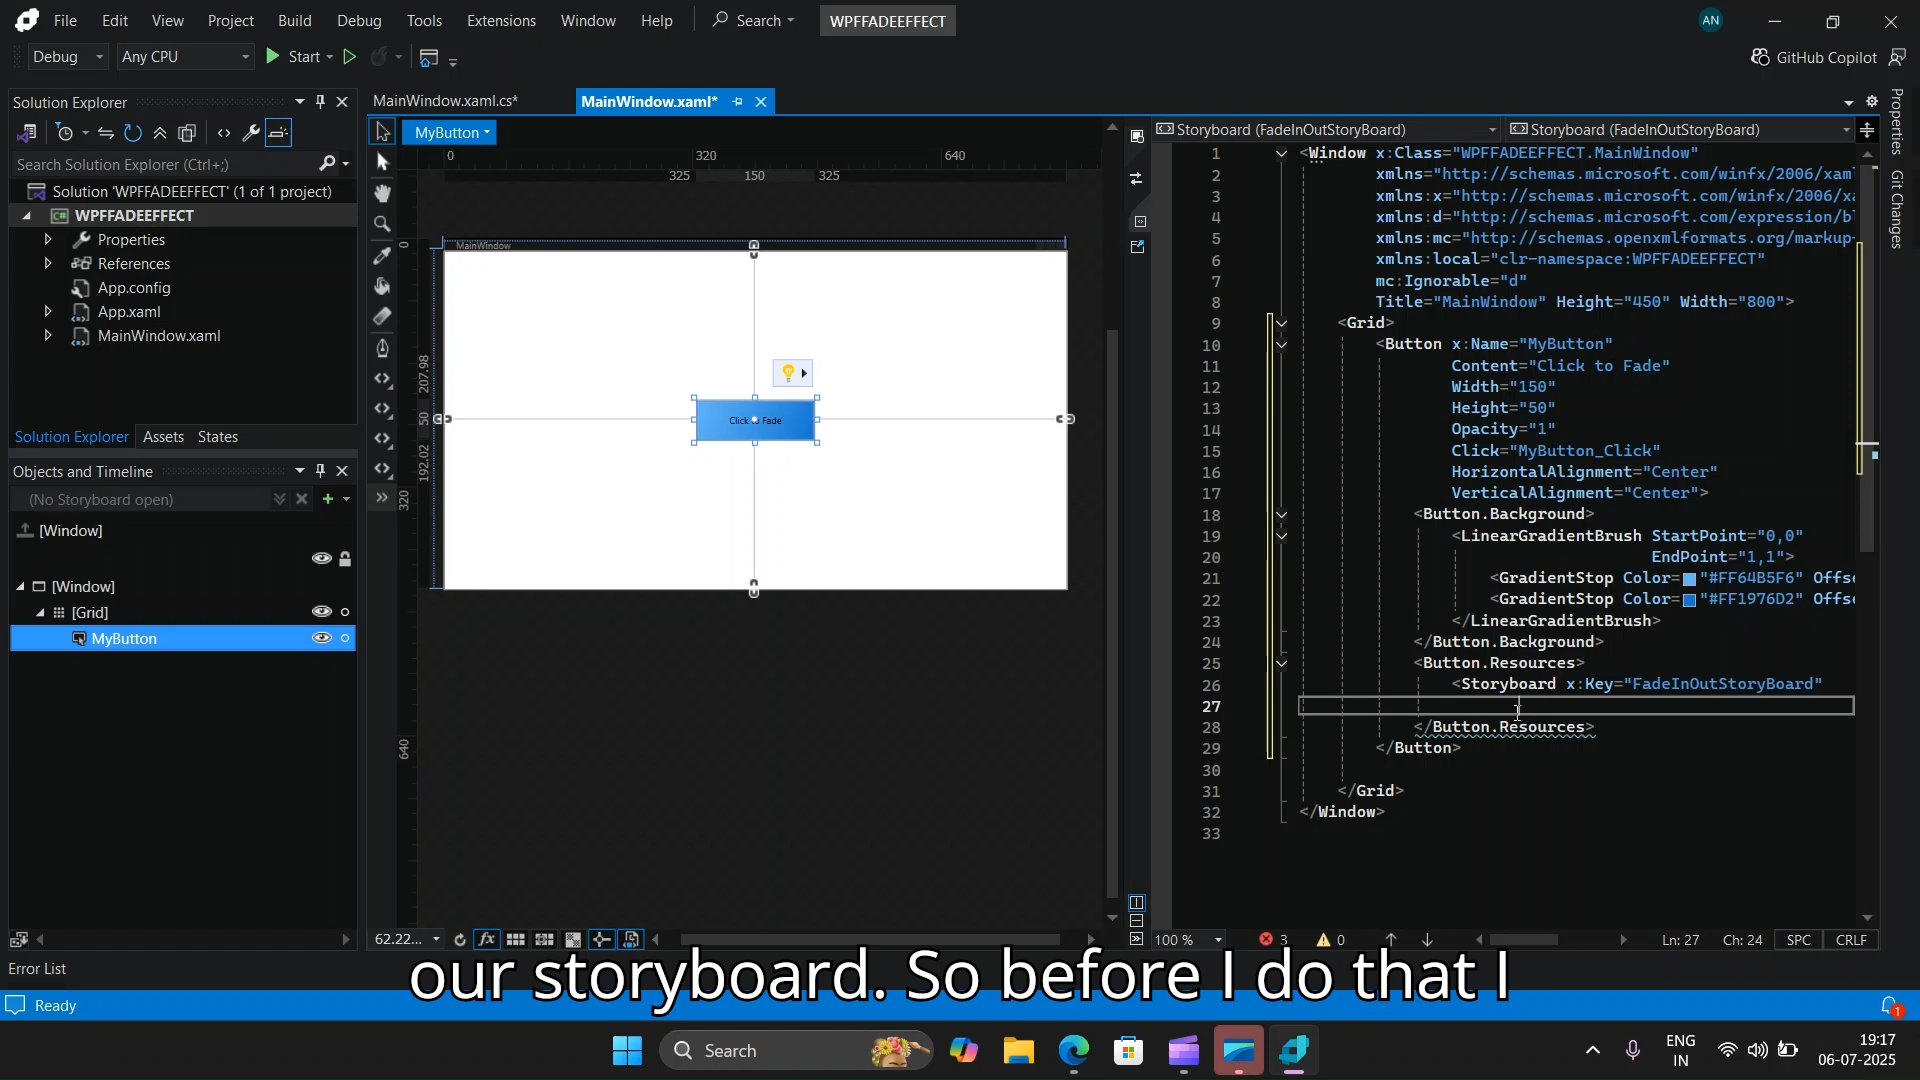 File Edit View Project Build Debug Tools Extensions Window Help Search WPFFADEEFFECT AN
Debug Any CPU Start GitHub Copilot
Solution Explorer
MainWindow.xaml.cs* MainWindow.xaml*
Search Solution Explorer (Ctrl+;)
Solution 'WPFFADEEFFECT' (1 of 1 project)
WPFFADEEFFECT
Properties
References
App.config
App.xaml
MainWindow.xaml
Solution Explorer Assets States
Objects and Timeline
(No Storyboard open)
[Window]
[Window]
[Grid]
MyButton
MyButton
0 320 640
325 150 325
0
207.98
50
192.02
320
640
MainWindow
Click to Fade
62.22...
Storyboard (FadeInOutStoryBoard) Storyboard (FadeInOutStoryBoard)
1 <Window x:Class="WPFFADEEFFECT.MainWindow"
2 xmlns="http://schemas.microsoft.com/winfx/2006/xaml
3 xmlns:x="http://schemas.microsoft.com/winfx/2006/xa
4 xmlns:d="http://schemas.microsoft.com/expression/bl
5 xmlns:mc="http://schemas.openxmlformats.org/markup-
6 xmlns:local="clr-namespace:WPFFADEEFFECT"
7 mc:Ignorable="d"
8 Title="MainWindow" Height="450" Width="800">
9 <Grid>
10 <Button x:Name="MyButton"
11 Content="Click to Fade"
12 Width="150"
13 Height="50"
14 Opacity="1"
15 Click="MyButton_Click"
16 HorizontalAlignment="Center"
17 VerticalAlignment="Center">
18 <Button.Background>
19 <LinearGradientBrush StartPoint="0,0"
20 EndPoint="1,1">
21 <GradientStop Color="#FF64B5F6" Offse
22 <GradientStop Color="#FF1976D2" Offse
23 </LinearGradientBrush>
24 </Button.Background>
25 <Button.Resources>
26 <Storyboard x:Key="FadeInOutStoryBoard"
27
28 </Button.Resources>
29 </Button>
30
31 </Grid>
32 </Window>
33
100 % 3 0 Ln: 27 Ch: 24 SPC CRLF
Properties
Git Changes
Error List
our storyboard. So before I do that I
Ready 1
Search
ENG
IN
19:17
06-07-2025